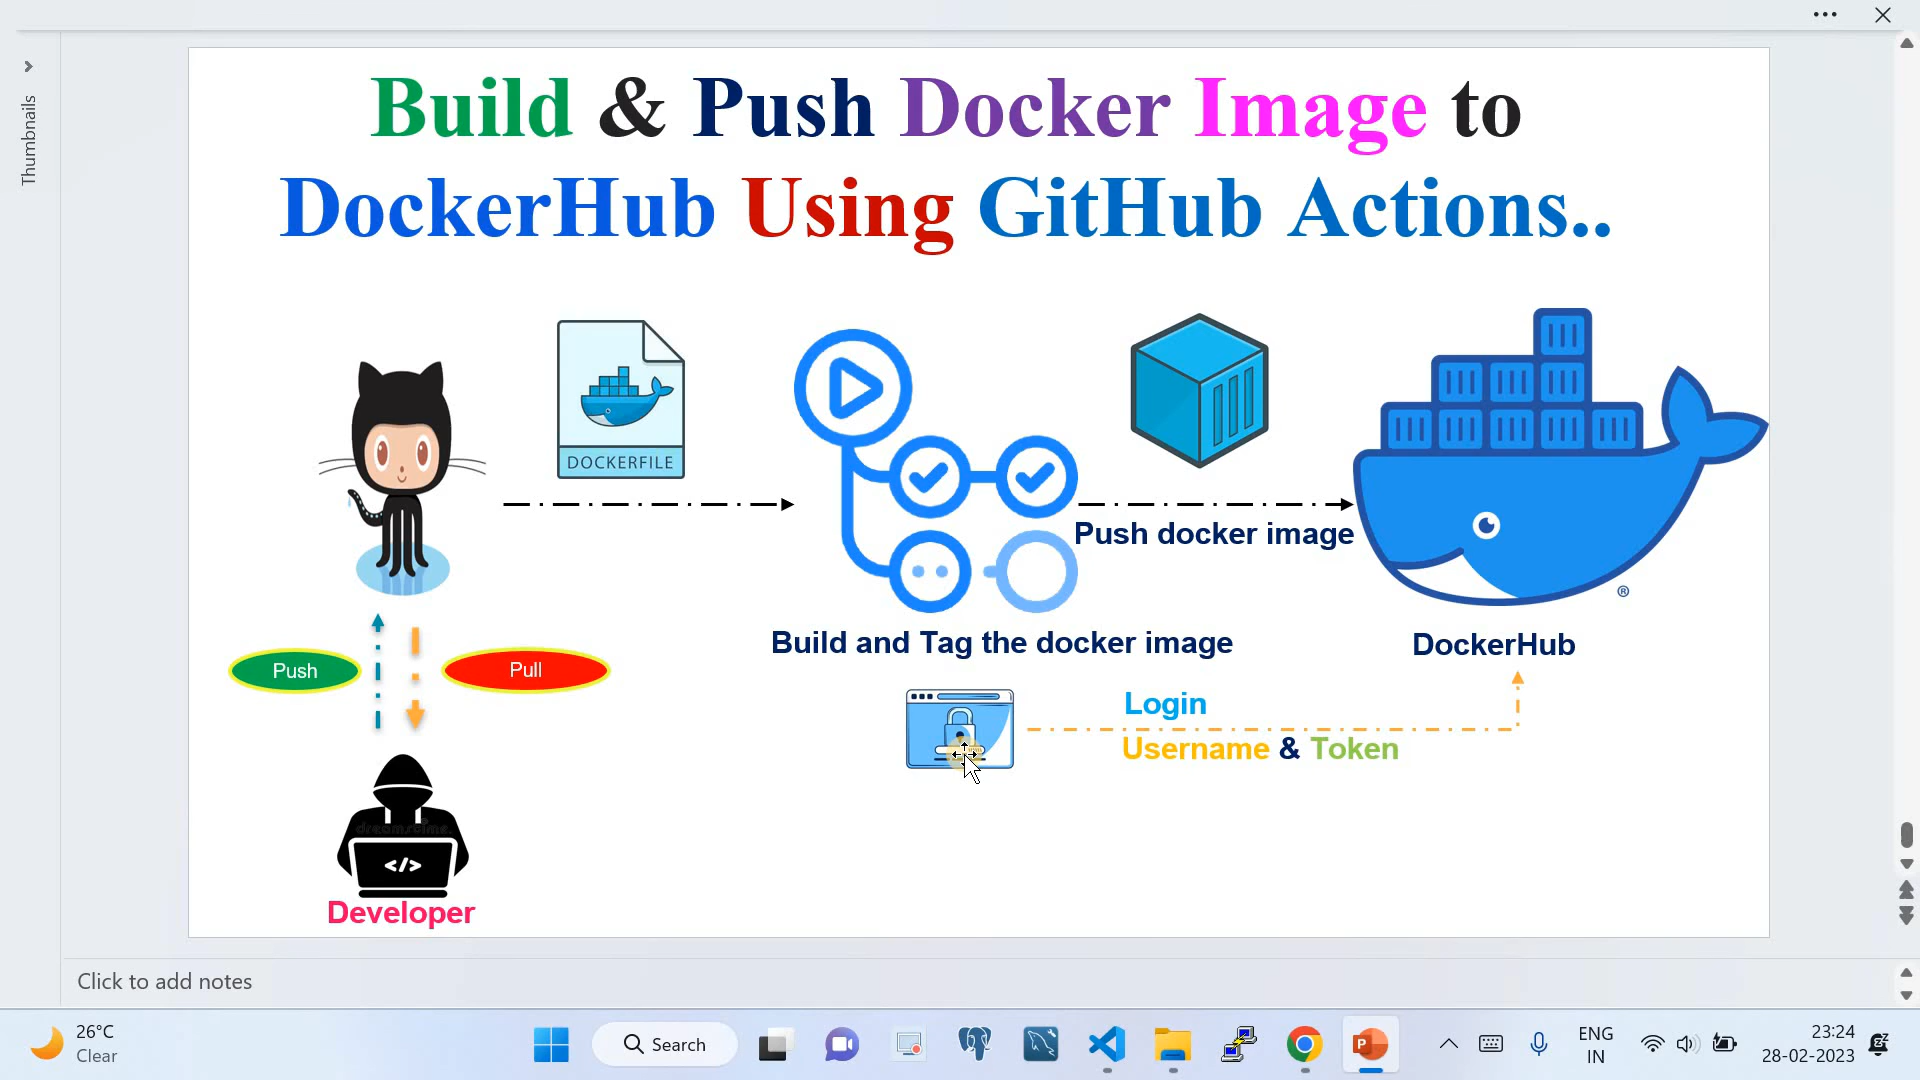 Thumbnails
Build & Push Docker Image to
DockerHub Using GitHub Actions..
DOCKERFILE
Push docker image
®
Build and Tag the docker image
DockerHub
Push
Pull
Login
Username & Token
dreamstime
</>
Developer
Click to add notes
26°C
Clear
Search
P
ENG
IN
23:24
28-02-2023